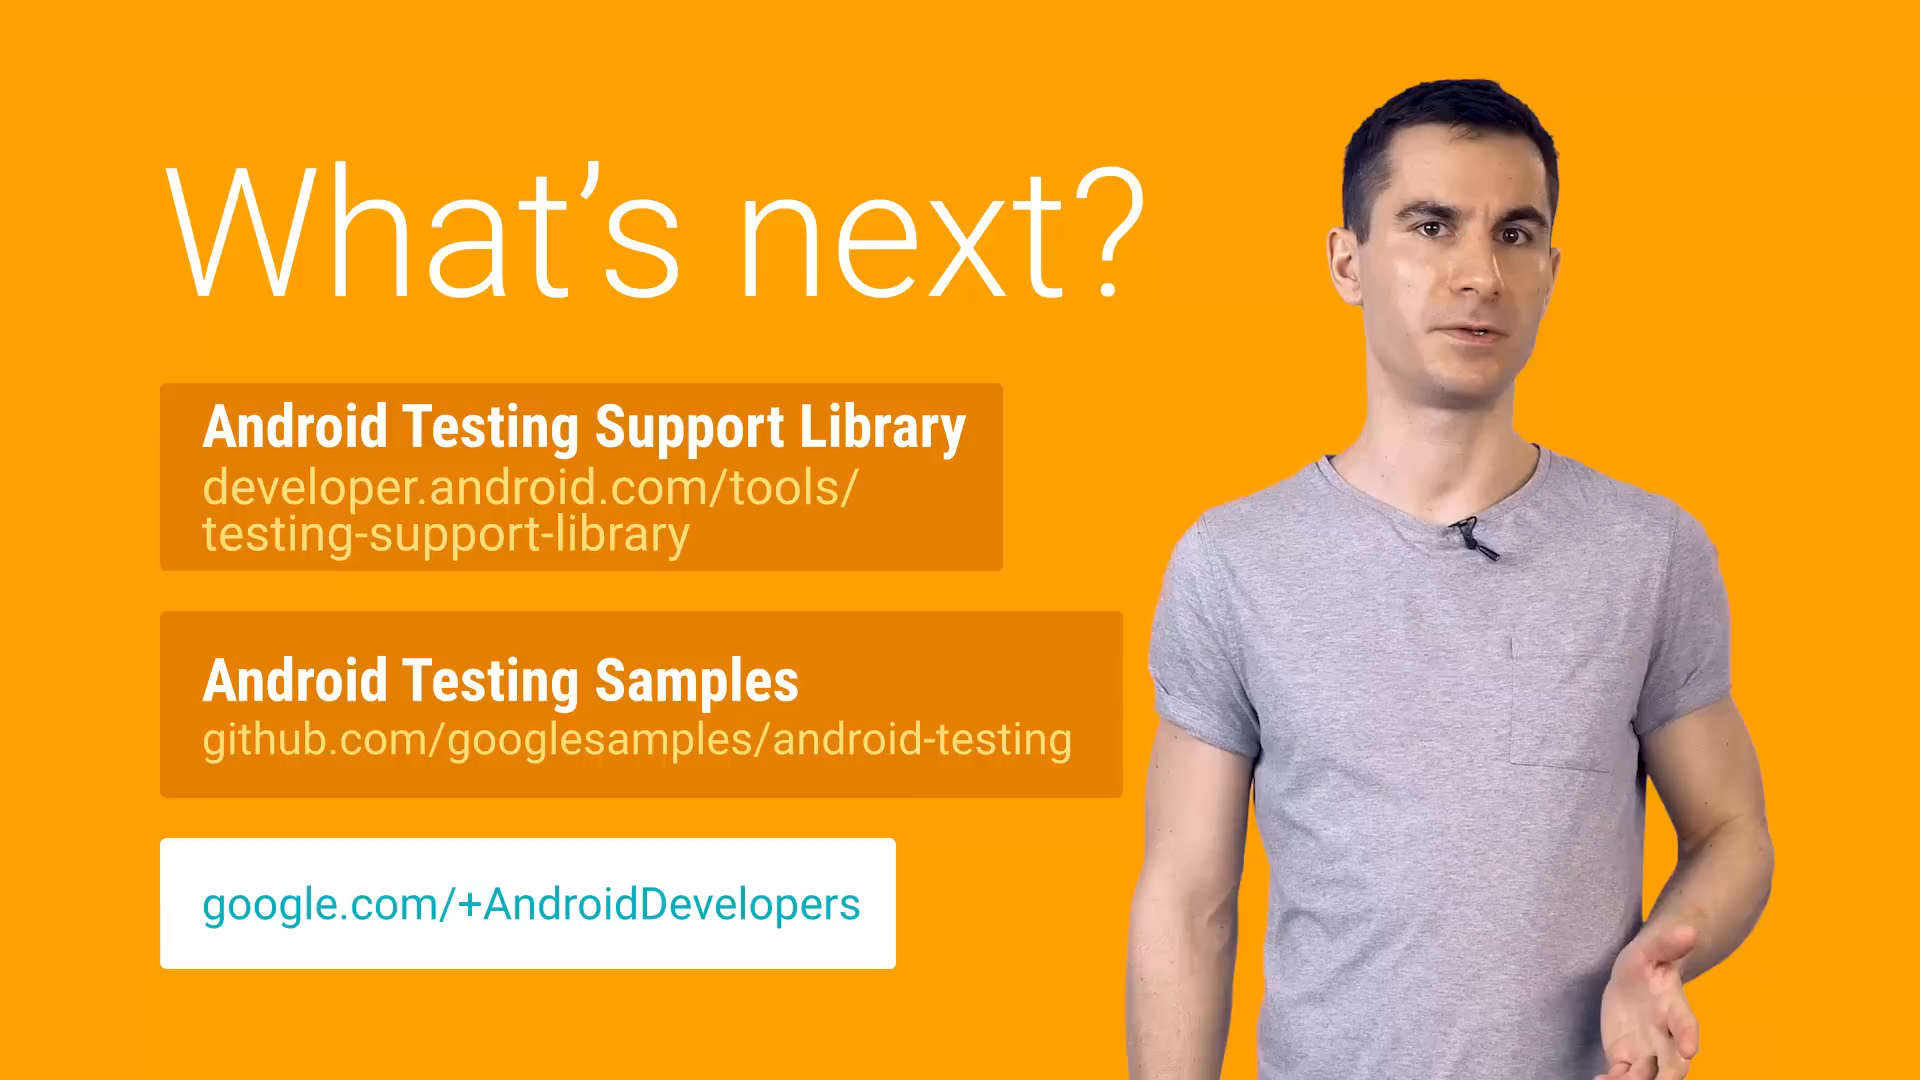 What’s next?
Android Testing Support Library
developer.android.com/tools/
testing-support-library
Android Testing Samples
github.com/googlesamples/android-testing
google.com/+AndroidDevelopers